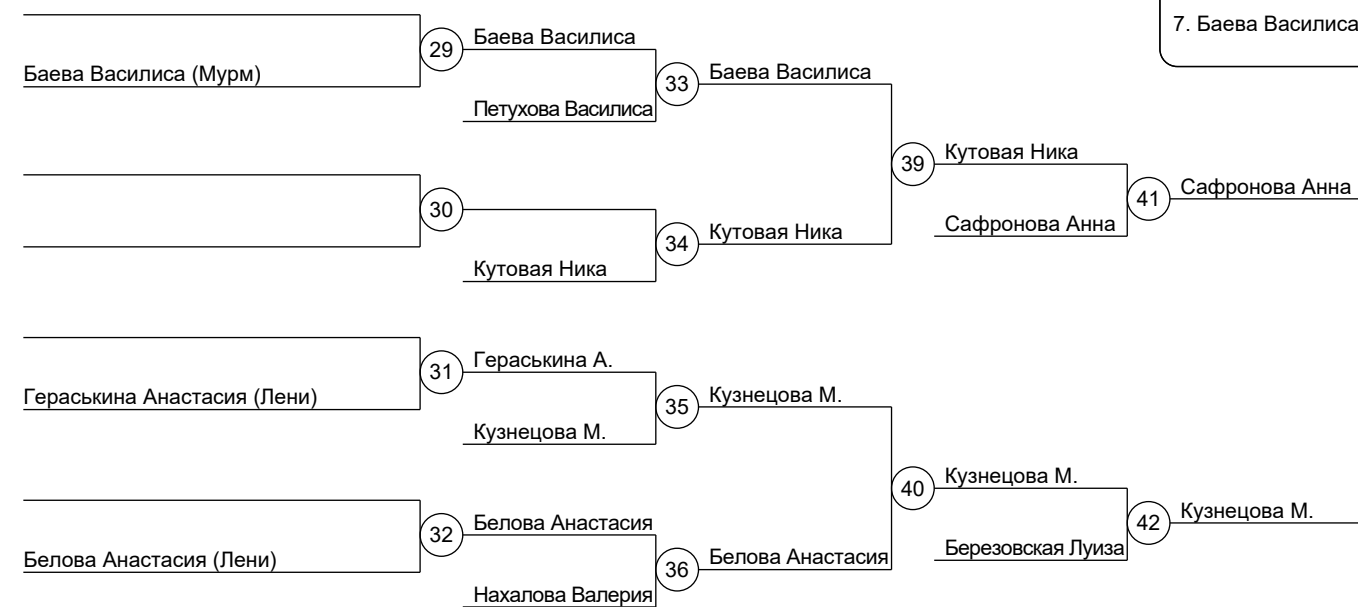 7. Баева Василиса
29
Баева Василиса
Баева Василиса (Мурм)
33
Баева Василиса
Петухова Василиса
39
Кутовая Ника
30
41
Сафронова Анна
Сафронова Анна
34
Кутовая Ника
Кутовая Ника
31
Гераськина А.
Гераськина Анастасия (Лени)
35
Кузнецова М.
Кузнецова М.
40
Кузнецова М.
32
Белова Анастасия
42
Кузнецова М.
Белова Анастасия (Лени)
36
Белова Анастасия
Березовская Луиза
Нахалова Валерия